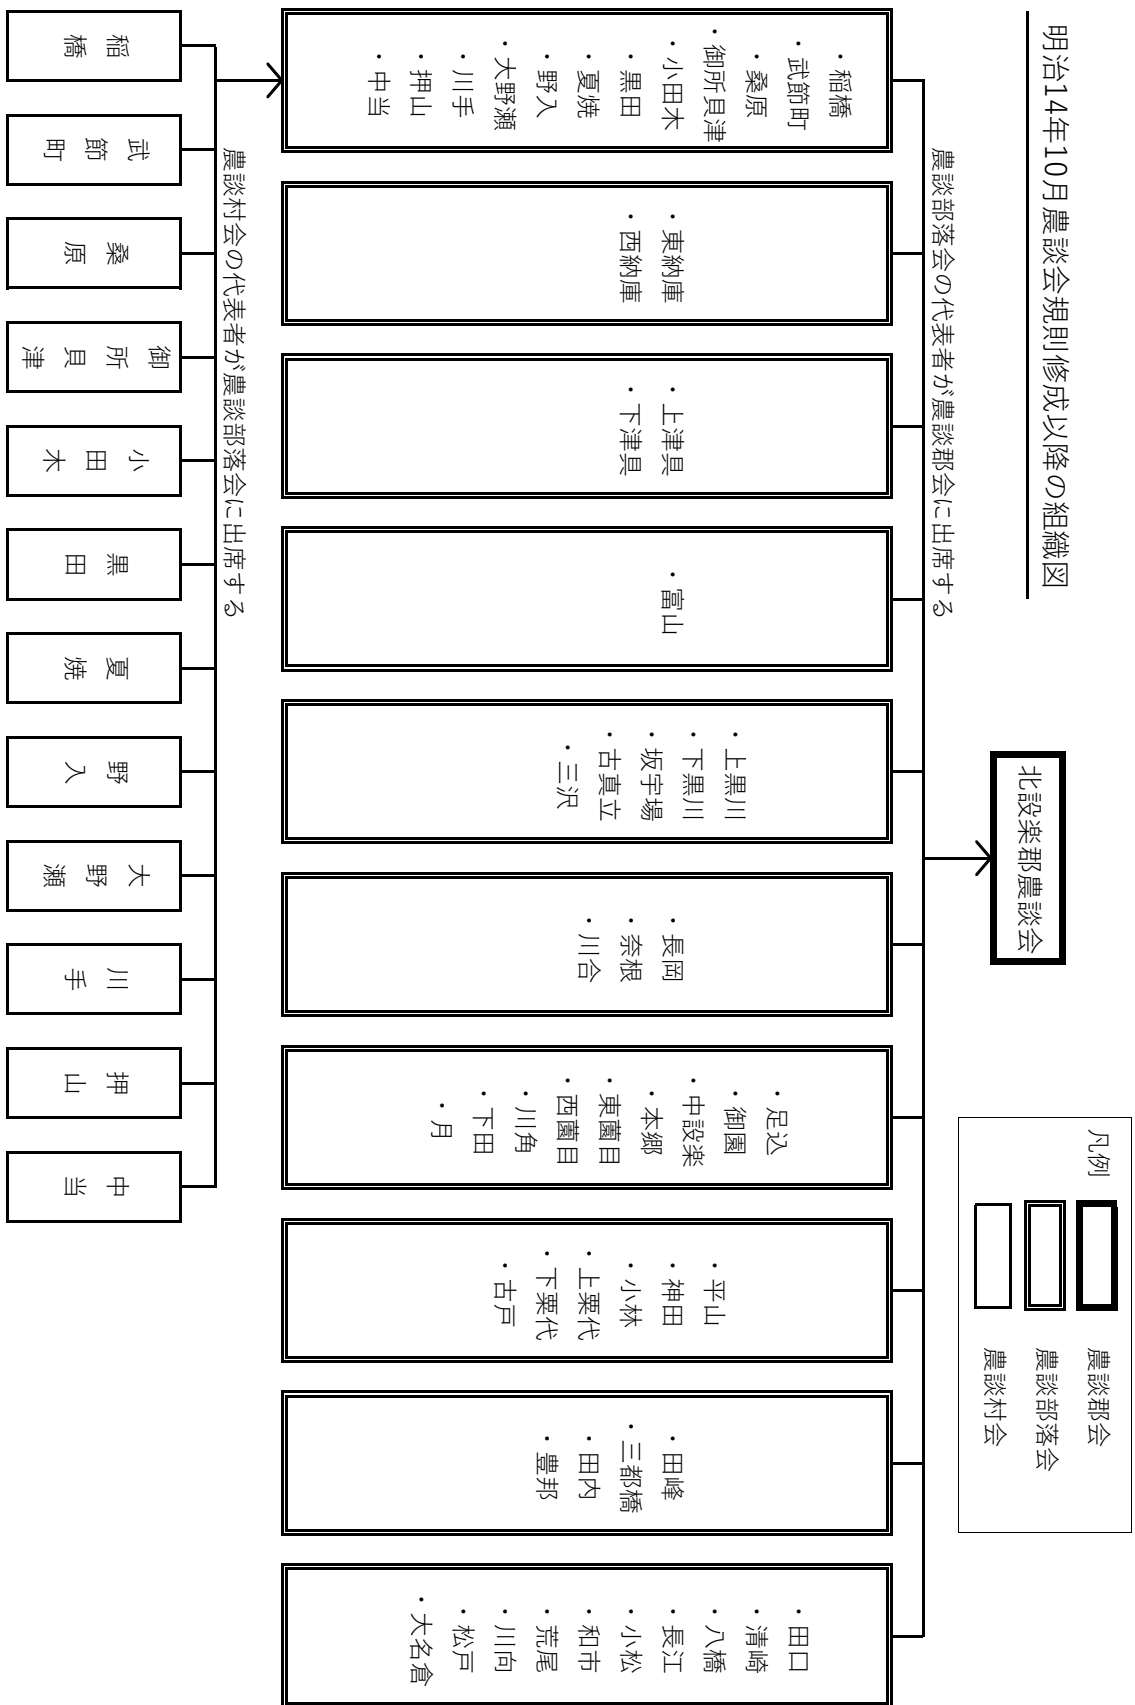 明治14年10月農談会規則修成以降の組織図
北設楽郡農談会
凡例
農談郡会
農談部落会
農談村会
農談部落会の代表者が農談郡会に出席する
・稲橋
・武節町
・桑原
・御所貝津
・小田木
・黒田
・夏焼
・野入
・大野瀬
・川手
・押山
・中当
・東納庫
・西納庫
・上津具
・下津具
・富山
・上黒川
・下黒川
・坂宇場
・古真立
・三沢
・長岡
・奈根
・川合
・足込
・御園
・中設楽
・本郷
・東薗目
・西薗目
・川角
・下田
・月
・平山
・神田
・小林
・上粟代
・下粟代
・古戸
・田峰
・三都橋
・田内
・豊邦
・田口
・清崎
・八橋
・長江
・小松
・和市
・荒尾
・川向
・松戸
・大名倉
農談村会の代表者が農談部落会に出席する
稲橋
武節町
桑原
御所貝津
小田木
黒田
夏焼
野入
大野瀬
川手
押山
中当